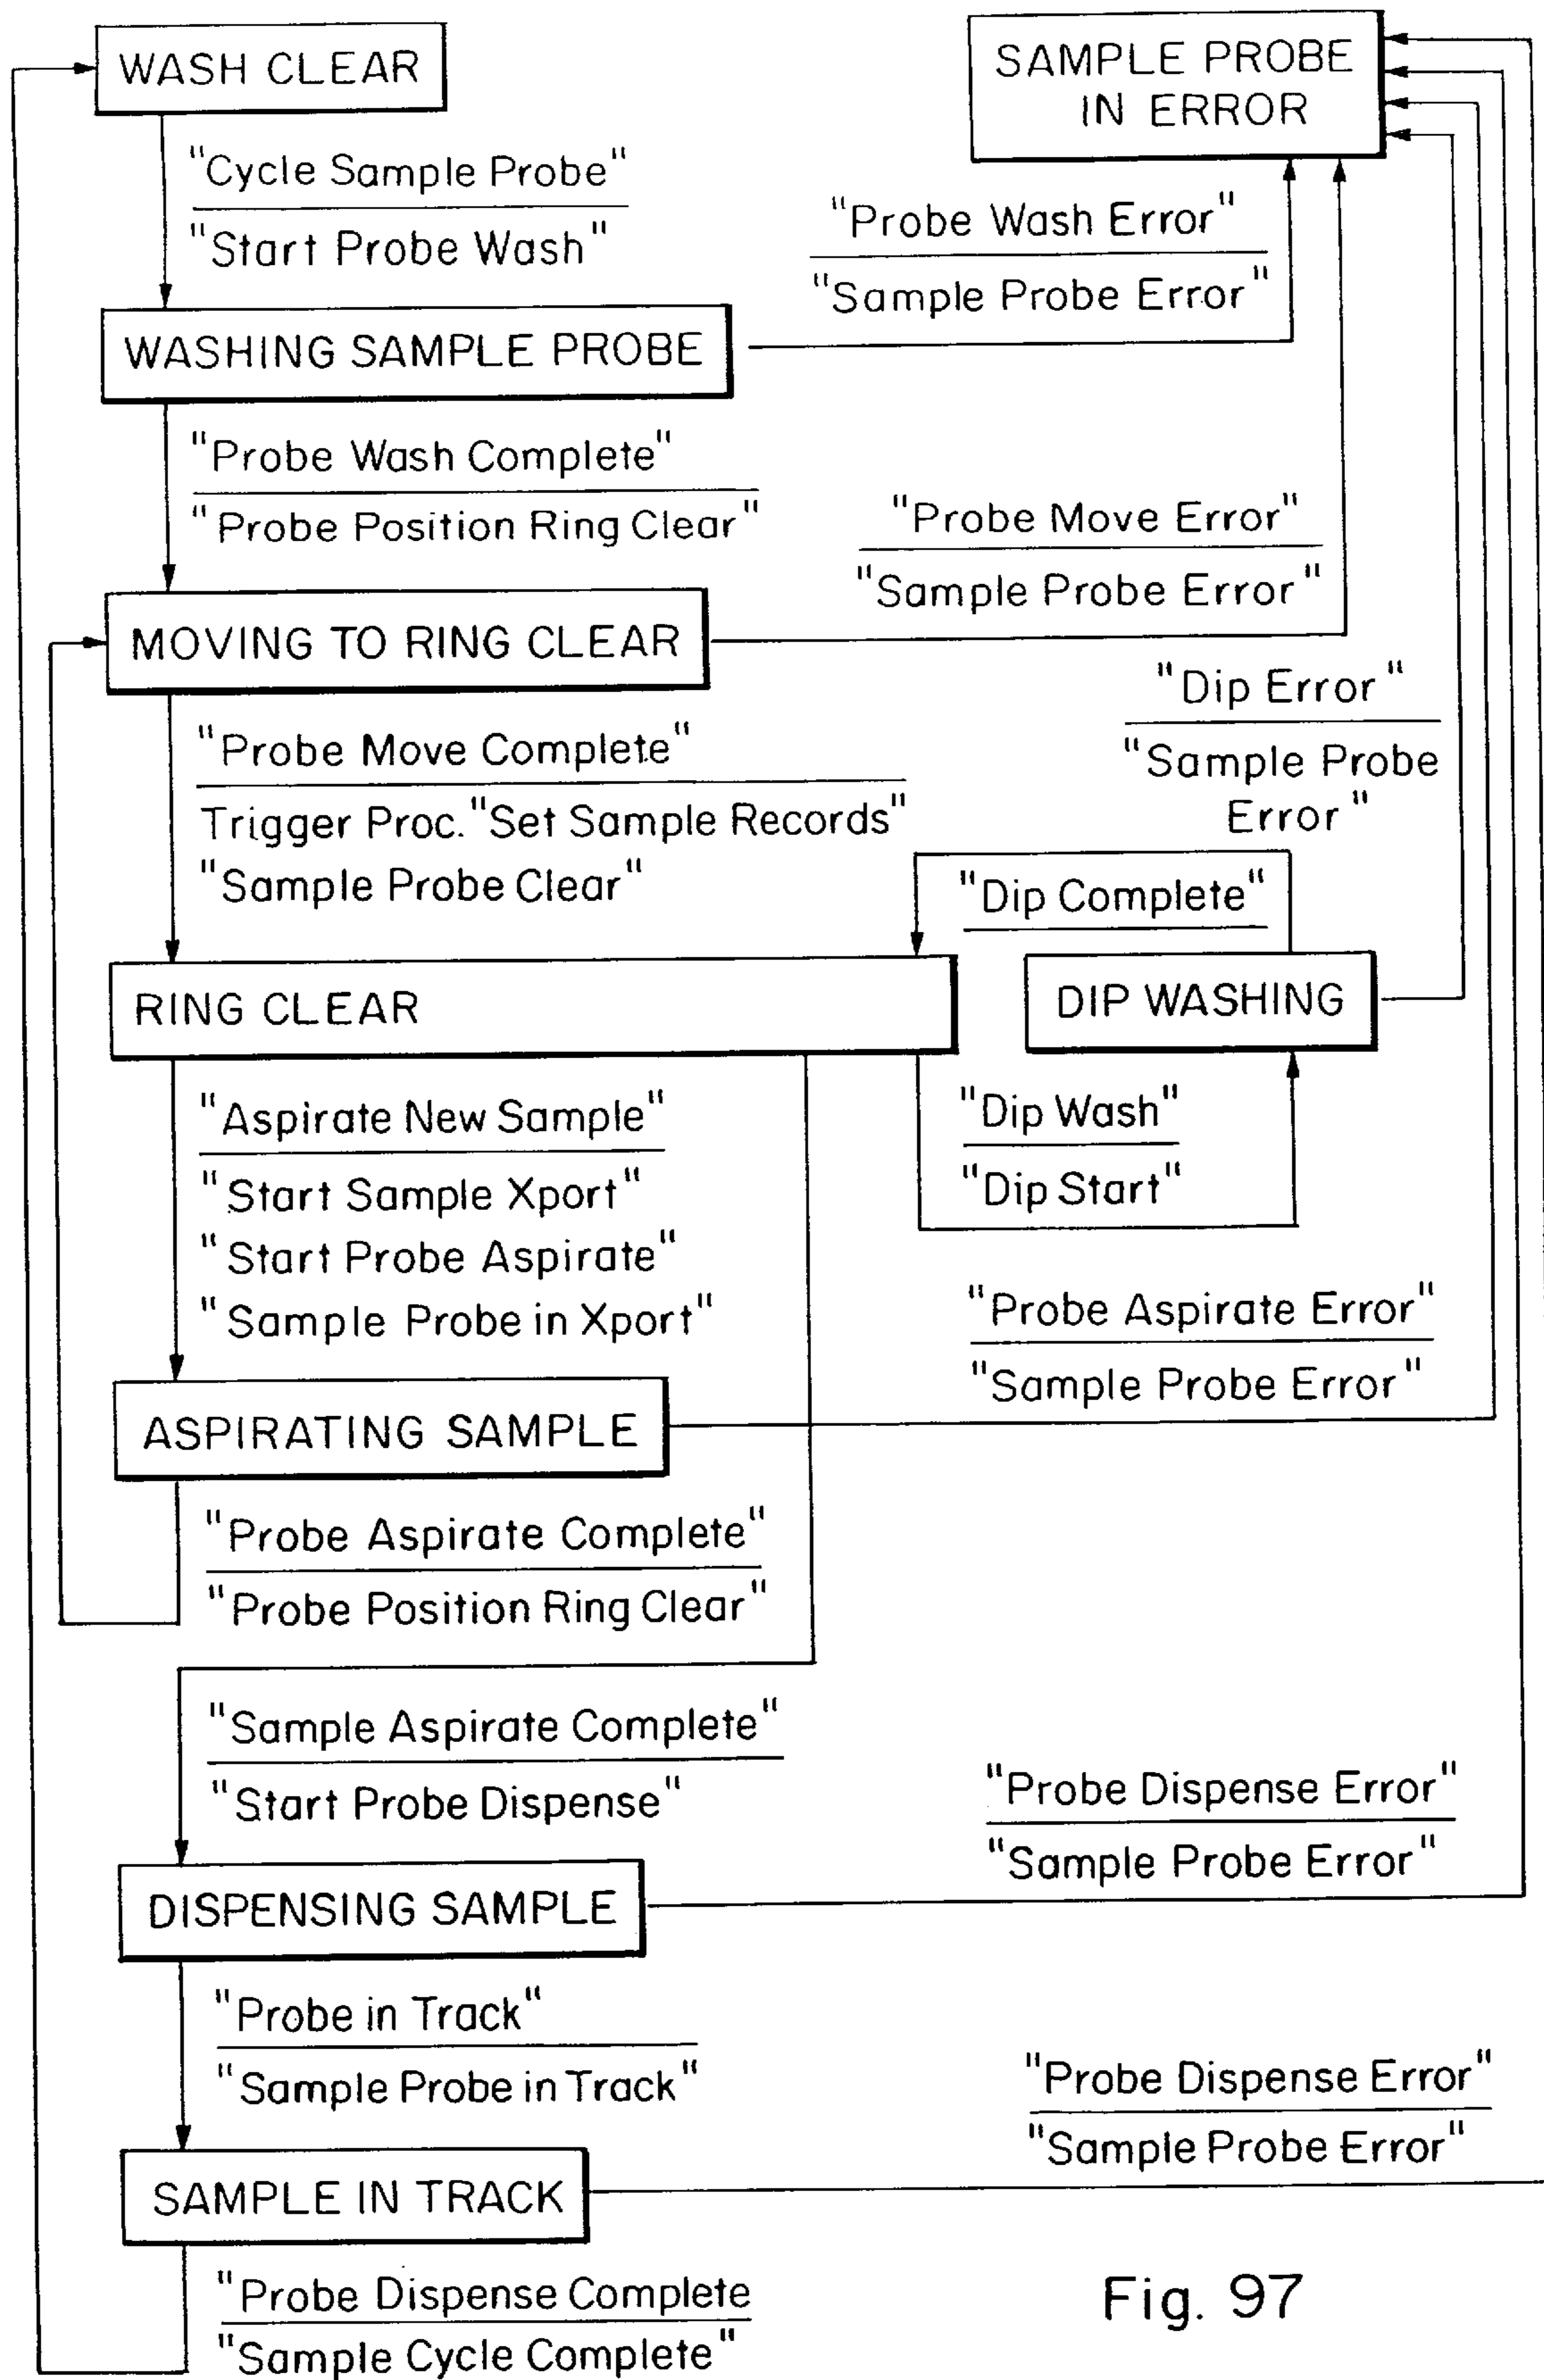 WASH CLEAR
SAMPLE PROBE
IN ERROR
"Cycle Sample Probe"
"Start Probe Wash"
"Probe Wash Error"
"Sample Probe Error"
WASHING SAMPLE PROBE
"Probe Wash Complete"
"Probe Position Ring Clear"
"Probe Move Error"
"Sample Probe Error"
MOVING TO RING CLEAR
"Dip Error"
"Sample Probe
Error"
"Probe Move Complete"
Trigger Proc. "Set Sample Records"
"Sample Probe Clear"
"Dip Complete"
RING CLEAR
DIP WASHING
"Aspirate New Sample"
"Start Sample Xport"
"Start Probe Aspirate"
"Sample Probe in Xport"
"Dip Wash"
"Dip Start"
"Probe Aspirate Error"
"Sample Probe Error"
ASPIRATING SAMPLE
"Probe Aspirate Complete"
"Probe Position Ring Clear"
"Sample Aspirate Complete"
"Start Probe Dispense"
"Probe Dispense Error"
"Sample Probe Error"
DISPENSING SAMPLE
"Probe in Track"
"Sample Probe in Track"
"Probe Dispense Error"
"Sample Probe Error"
SAMPLE IN TRACK
"Probe Dispense Complete
"Sample Cycle Complete"
Fig. 97